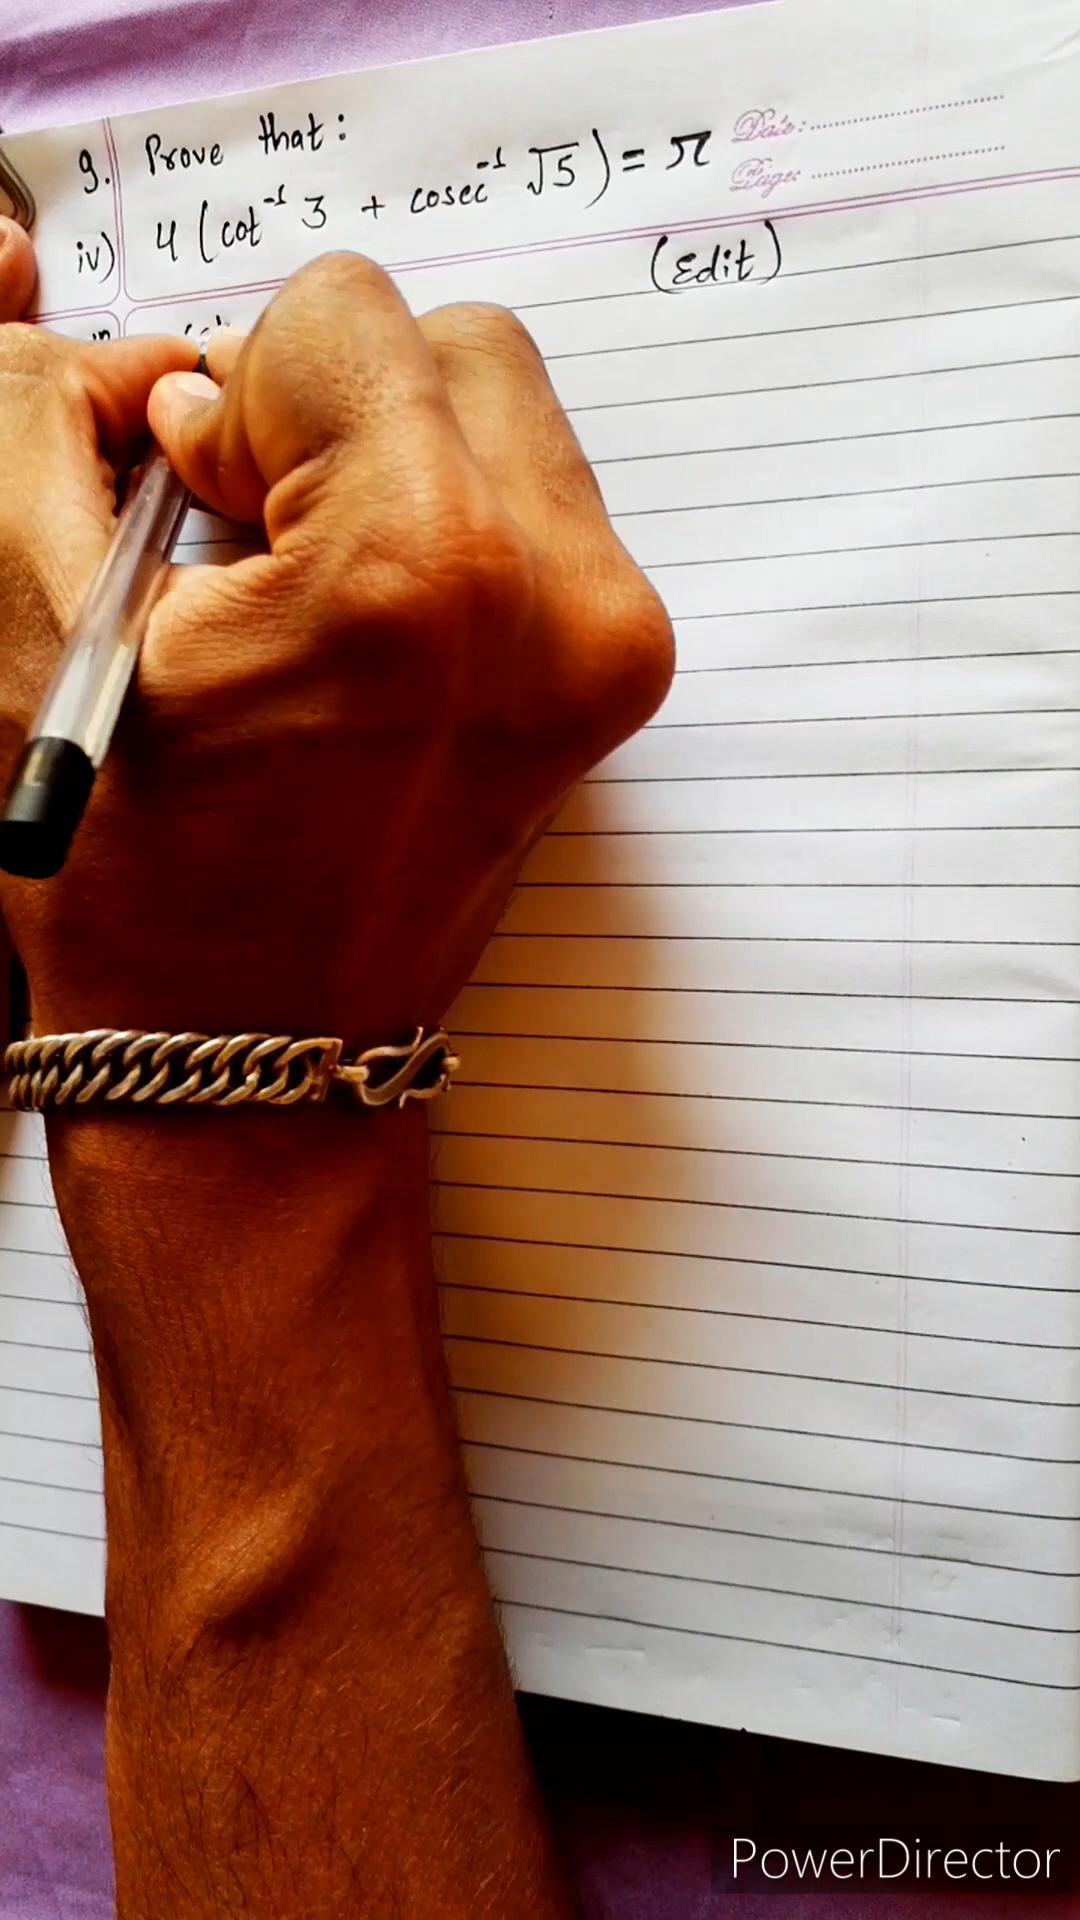 9. Prove that:
iv) 4 (cot⁻¹ 3 + cosec⁻¹ √5) = π
Date:
Page:
(Edit)
PowerDirector